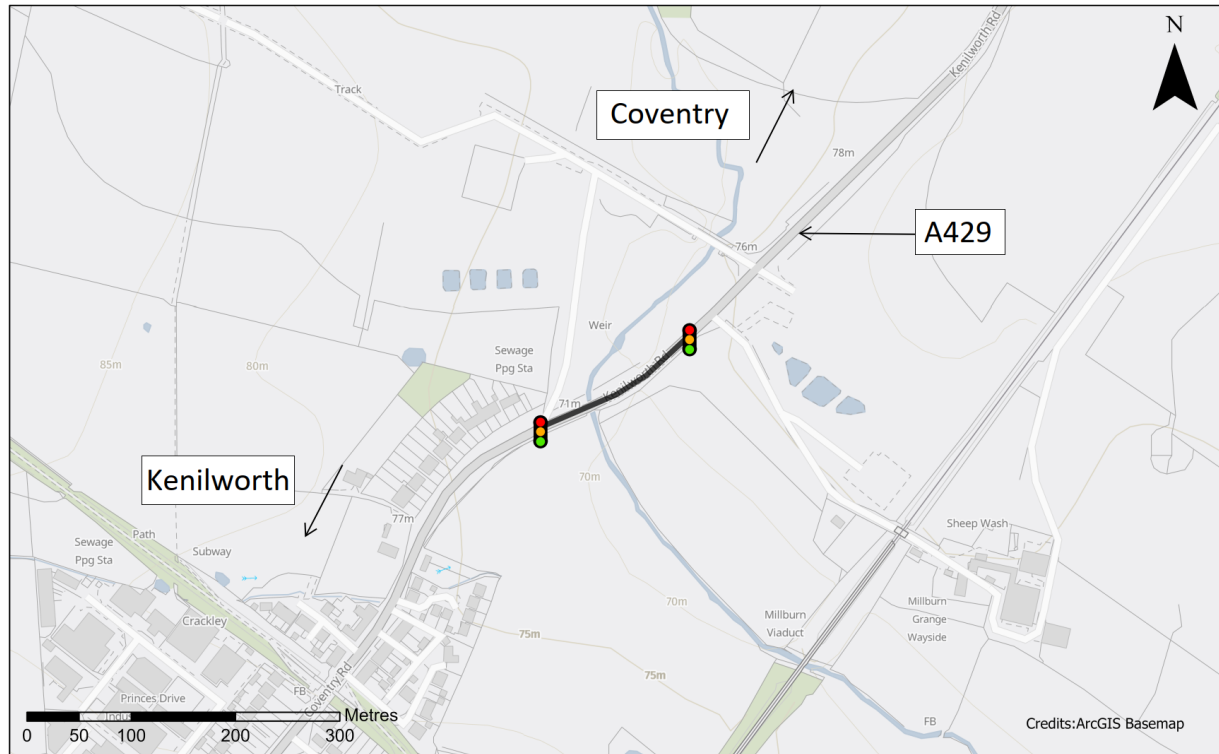 N
Kenilworth Rd
Track
Coventry
78m
A429
76m
Weir
Sewage
Ppg Sta
85m
80m
Kenilworth Rd
71m
Kenilworth
70m
77m
Sheep Wash
Path
Sewage
Ppg Sta
Subway
70m
Millburn
Grange
Wayside
Millburn
Viaduct
Crackley
75m
75m
Princes Drive
FB
Coventry Rd
FB
Metres
0 50 100 200 300
Credits:ArcGIS Basemap